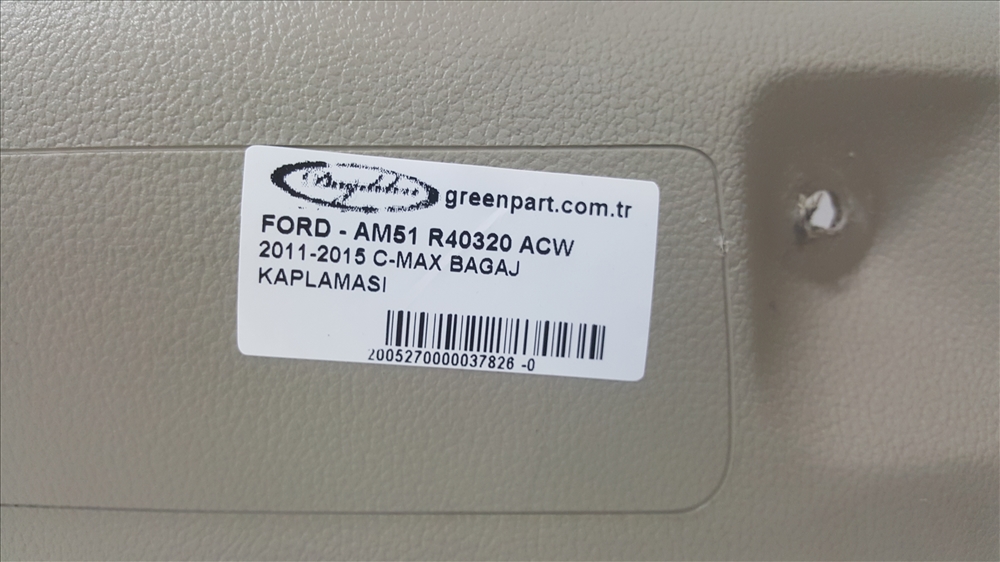 greenpart.com.tr
FORD - AM51 R40320 ACW
2011-2015 C-MAX BAGAJ
KAPLAMASI
2005270000037826 -0